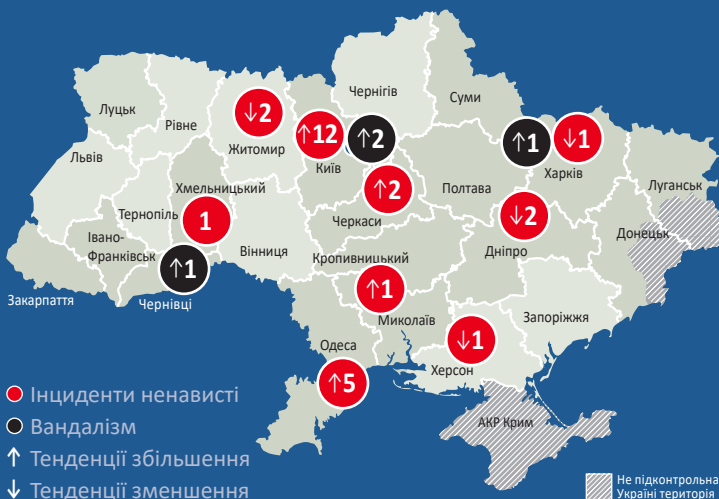 Чернігів
Суми
Луцьк
Рівне
↓2
Житомир
↑12
↑2
Київ
↑1
↓1
Харків
Львів
Хмельницький
↑2
Полтава
Луганськ
Тернопіль
1
Черкаси
↓2
Донецьк
Івано-
Франківськ
Вінниця
Кропивницький
Дніпро
↑1
Закарпаття
Чернівці
↑1
Миколаїв
Запоріжжя
Одеса
↓1
Херсон
↑5
АКР Крим
Інциденти ненависті
Вандалізм
↑ Тенденції збільшення
↓ Тенденції зменшення
Не підконтрольна
Україні територія